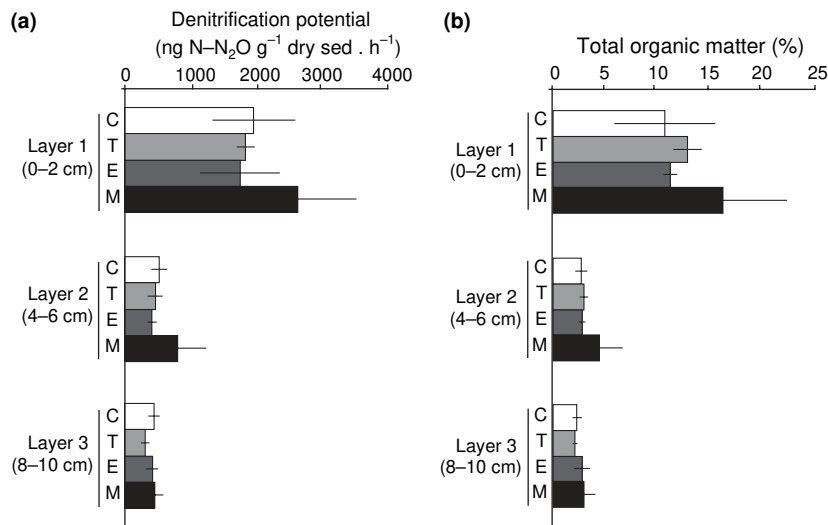 (a)
Denitrification potential
(ng N–N₂O g⁻¹ dry sed . h⁻¹)
0 1000 2000 3000 4000
Layer 1
(0–2 cm)
C
T
E
M
Layer 2
(4–6 cm)
C
T
E
M
Layer 3
(8–10 cm)
C
T
E
M
(b)
Total organic matter (%)
0 5 10 15 20 25
Layer 1
(0–2 cm)
C
T
E
M
Layer 2
(4–6 cm)
C
T
E
M
Layer 3
(8–10 cm)
C
T
E
M